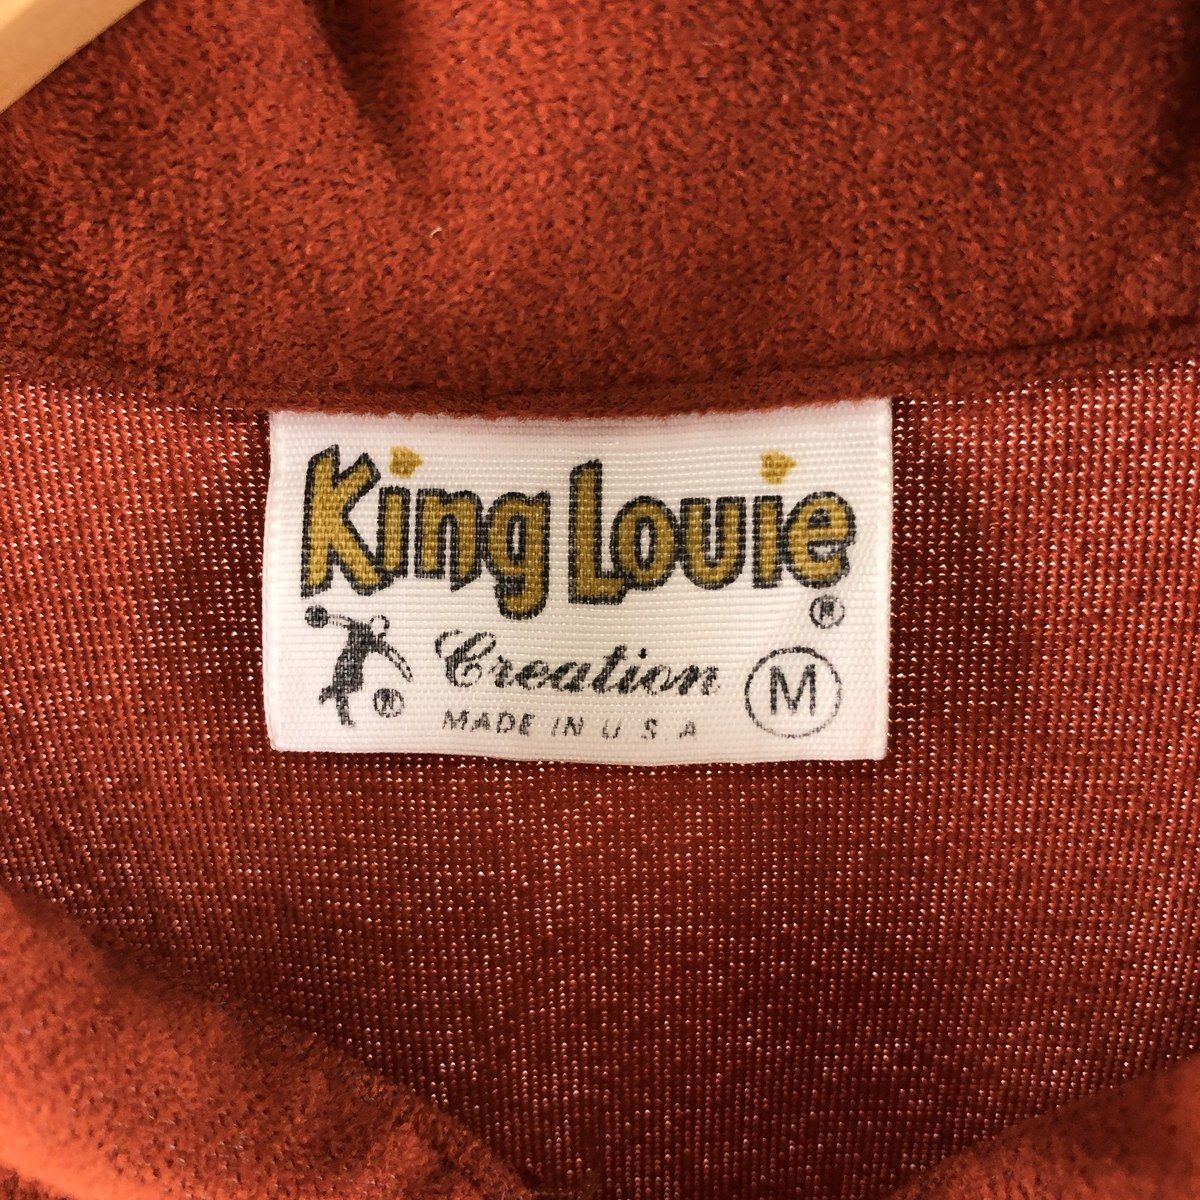 King Louie
®
® Creation M
MADE IN U.S.A